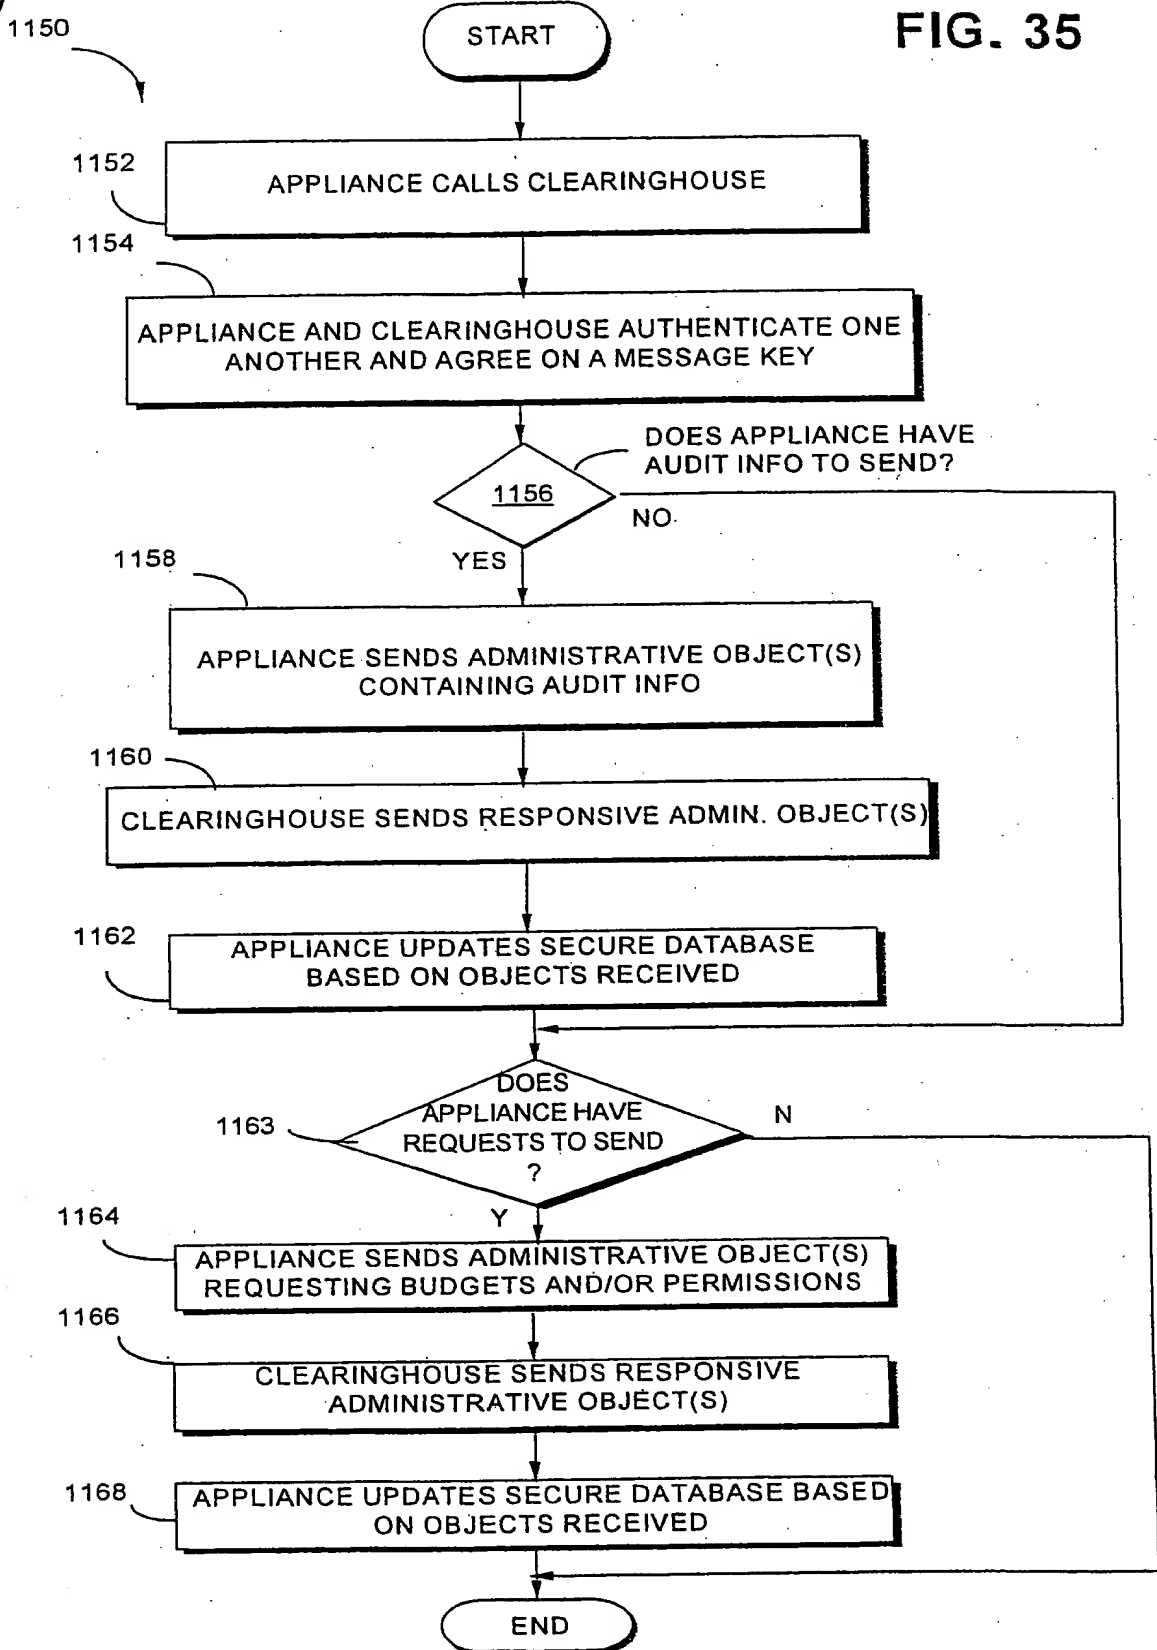 1150
START
FIG. 35
1152
APPLIANCE CALLS CLEARINGHOUSE
1154
APPLIANCE AND CLEARINGHOUSE AUTHENTICATE ONE
ANOTHER AND AGREE ON A MESSAGE KEY
DOES APPLIANCE HAVE
AUDIT INFO TO SEND?
1156
NO
YES
1158
APPLIANCE SENDS ADMINISTRATIVE OBJECT(S)
CONTAINING AUDIT INFO
1160
CLEARINGHOUSE SENDS RESPONSIVE ADMIN. OBJECT(S)
1162
APPLIANCE UPDATES SECURE DATABASE
BASED ON OBJECTS RECEIVED
DOES
APPLIANCE HAVE
REQUESTS TO SEND
?
1163
N
Y
1164
APPLIANCE SENDS ADMINISTRATIVE OBJECT(S)
REQUESTING BUDGETS AND/OR PERMISSIONS
1166
CLEARINGHOUSE SENDS RESPONSIVE
ADMINISTRATIVE OBJECT(S)
1168
APPLIANCE UPDATES SECURE DATABASE BASED
ON OBJECTS RECEIVED
END